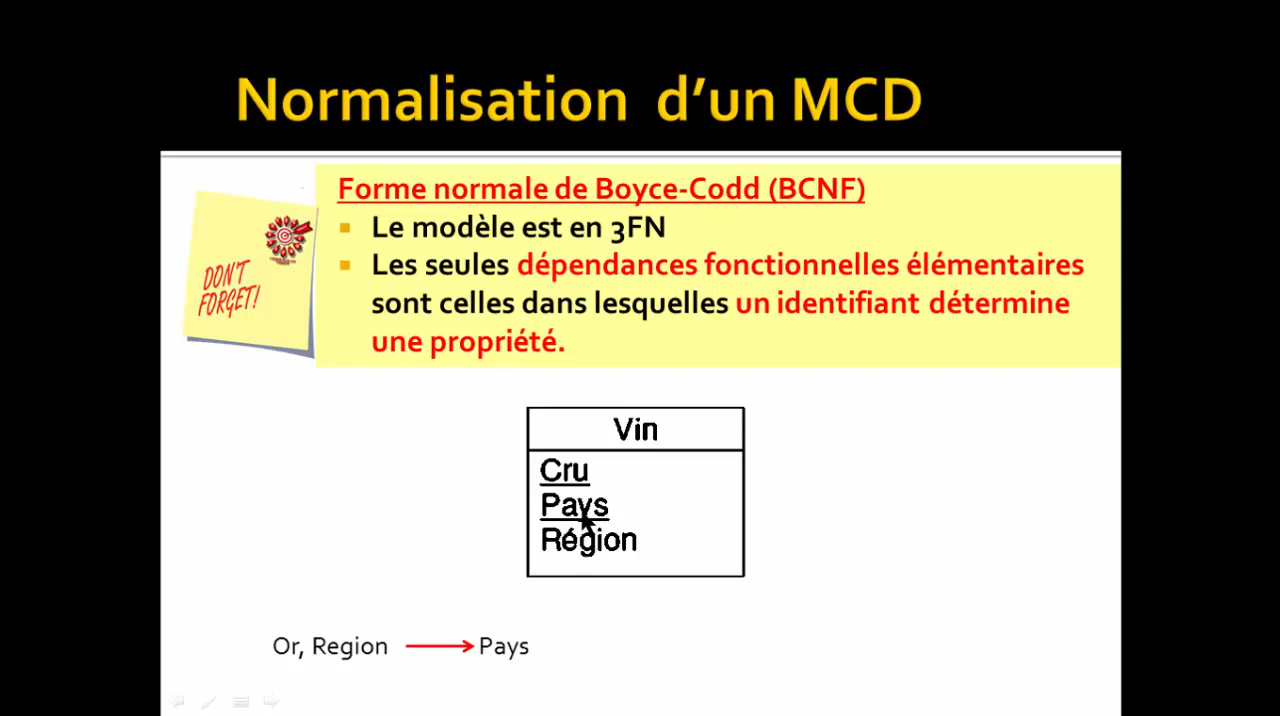 Normalisation d'un MCD
Forme normale de Boyce-Codd (BCNF)
Le modèle est en 3FN
Les seules dépendances fonctionnelles élémentaires
sont celles dans lesquelles un identifiant détermine
une propriété.
DON'T
FORGET!
Vin
Cru
Pays
Région
Or, Region → Pays